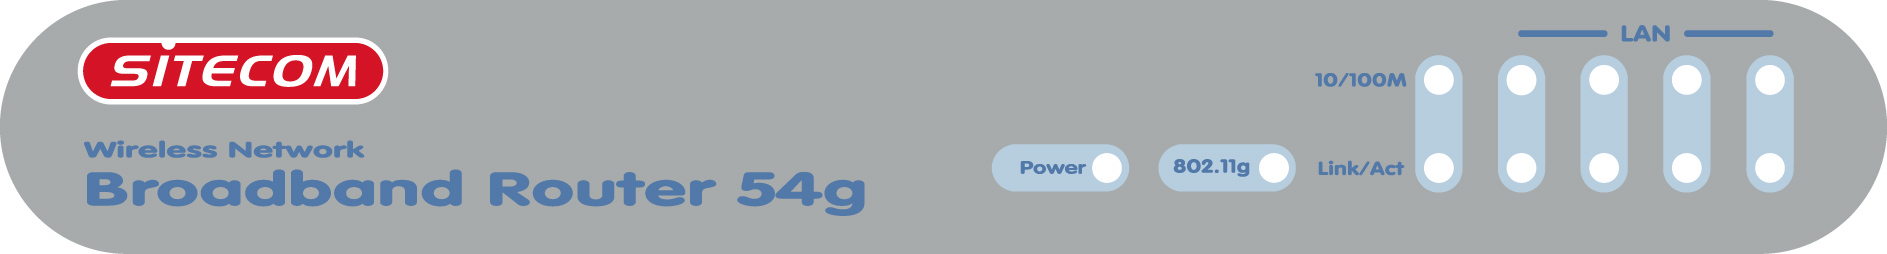 SiTECOM
Wireless Network
Broadband Router 54g
Power
802.11g
LAN
10/100M
Link/Act